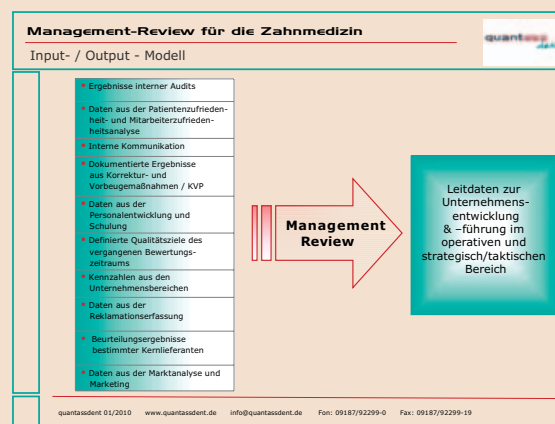 Management-Review für die Zahnmedizin
Input- / Output - Modell
quantass
dent
Ergebnisse interner Audits
Daten aus der Patientenzufrieden-
heit- und Mitarbeiterzufrieden-
heitsanalyse
Interne Kommunikation
Dokumentierte Ergebnisse
aus Korrektur- und
Vorbeugemaßnahmen / KVP
Daten aus der
Personalentwicklung und
Schulung
Definierte Qualitätsziele des
vergangenen Bewertungs-
zeitraums
Kennzahlen aus den
Unternehmensbereichen
Daten aus der
Reklamationserfassung
Beurteilungsergebnisse
bestimmter Kernlieferanten
Daten aus der Marktanalyse und
Marketing
Management
Review
Leitdaten zur
Unternehmens-
entwicklung
& –führung im
operativen und
strategisch/taktischen
Bereich
quantassdent 01/2010 www.quantassdent.de info@quantassdent.de Fon: 09187/92299-0 Fax: 09187/92299-19